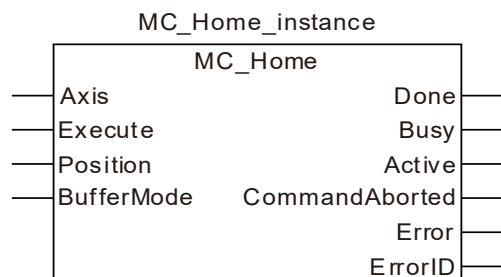 MC_Home_instance
MC_Home
Axis Done
Execute Busy
Position Active
BufferMode CommandAborted
Error
ErrorID